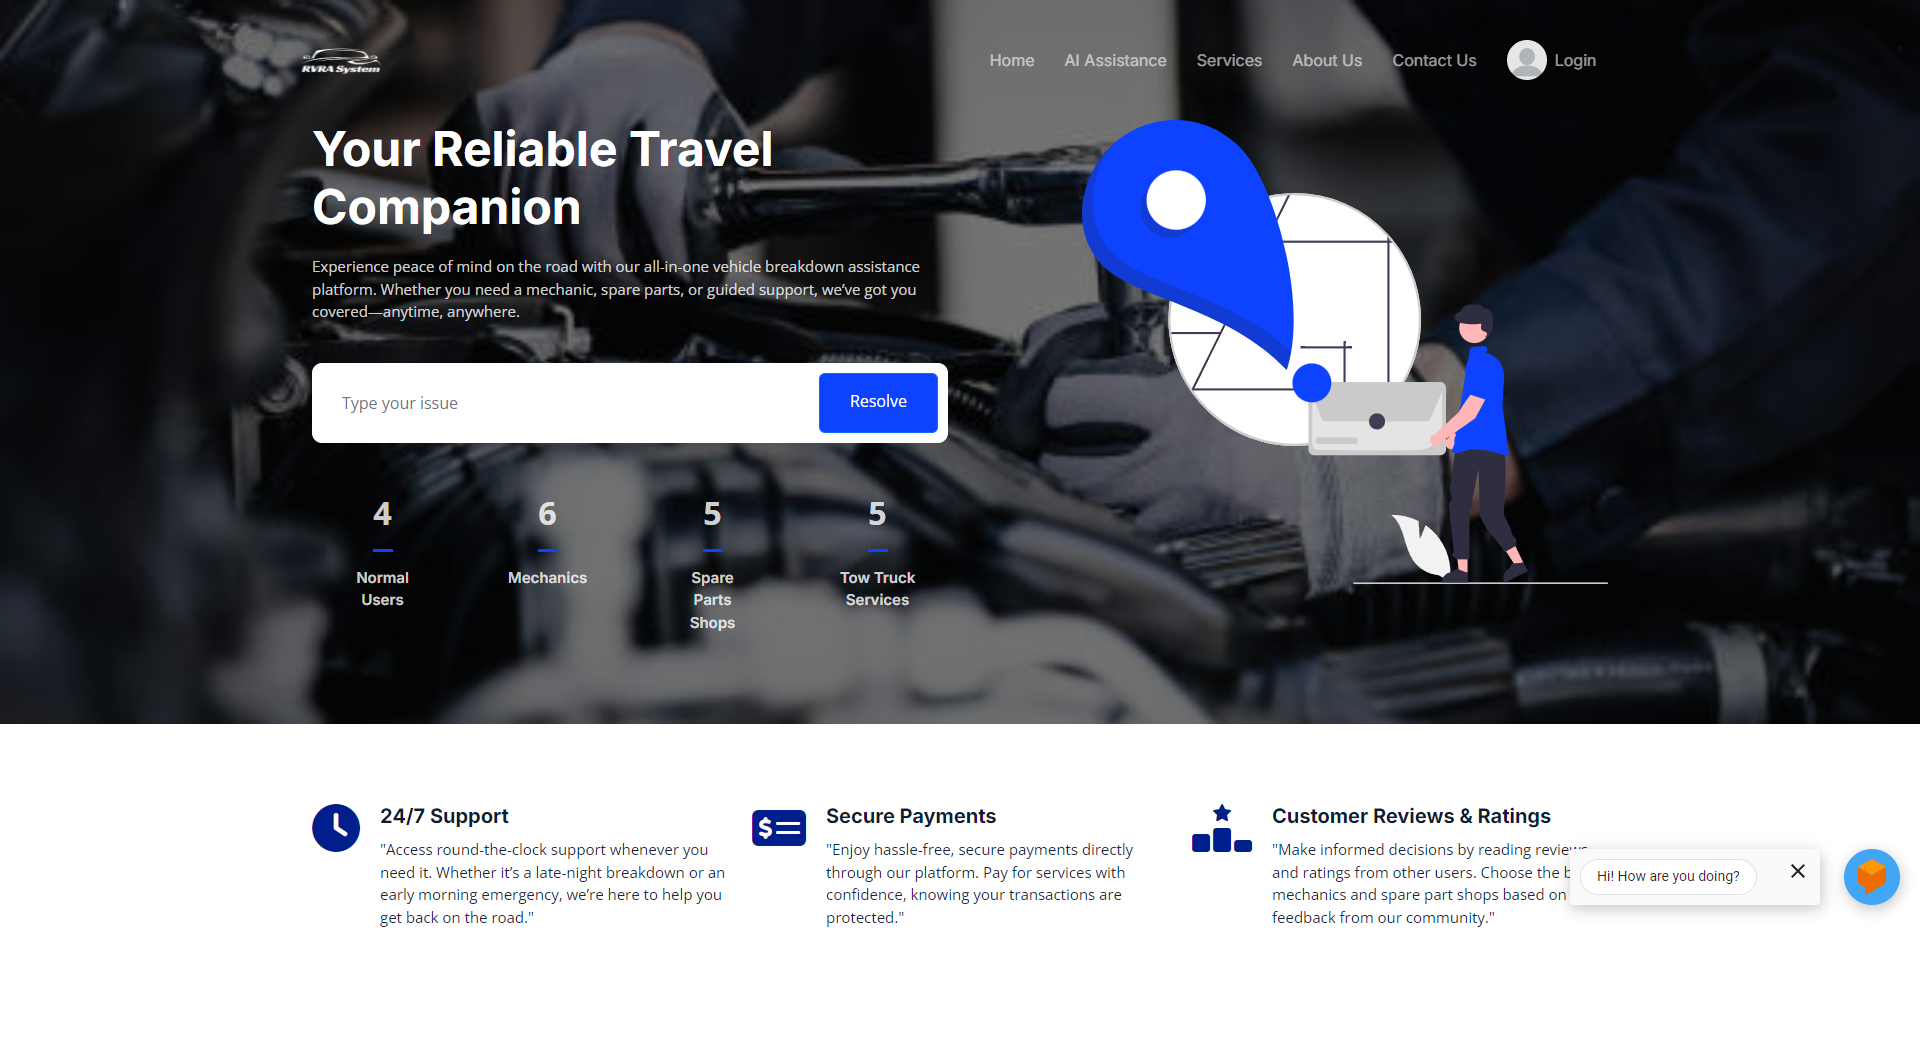 RVRA System
Home AI Assistance Services About Us Contact Us Login
Your Reliable Travel
Companion
Experience peace of mind on the road with our all-in-one vehicle breakdown assistance
platform. Whether you need a mechanic, spare parts, or guided support, we’ve got you
covered—anytime, anywhere.
Type your issue
Resolve
4
Normal
Users
6
Mechanics
5
Spare
Parts
Shops
5
Tow Truck
Services
24/7 Support
"Access round-the-clock support whenever you
need it. Whether it’s a late-night breakdown or an
early morning emergency, we’re here to help you
get back on the road."
Secure Payments
"Enjoy hassle-free, secure payments directly
through our platform. Pay for services with
confidence, knowing your transactions are
protected."
Customer Reviews & Ratings
"Make informed decisions by reading reviews
and ratings from other users. Choose the
mechanics and spare part shops based on
feedback from our community."
Hi! How are you doing?